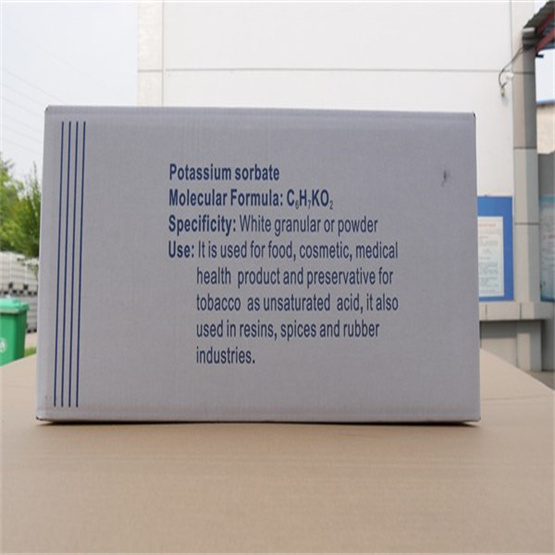 Potassium sorbate
Molecular Formula: C₆H₇KO₂
Specificity: White granular or powder
Use: It is used for food, cosmetic, medical
health product and preservative for
tobacco as unsaturated acid, it also
used in resins, spices and rubber
industries.